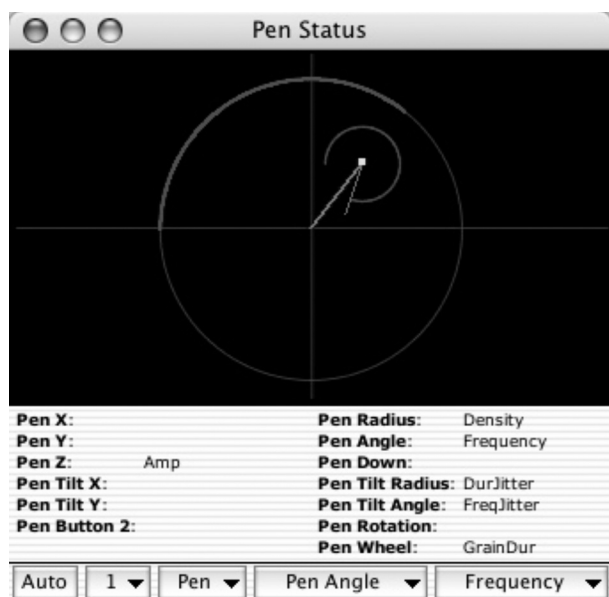 Pen Status
Pen X: Pen Radius: Density
Pen Y: Pen Angle: Frequency
Pen Z: Amp Pen Down:
Pen Tilt X: Pen Tilt Radius: DurJitter
Pen Tilt Y: Pen Tilt Angle: FreqJitter
Pen Button 2: Pen Rotation:
Pen Wheel: GrainDur
Auto 1 Pen Pen Angle Frequency